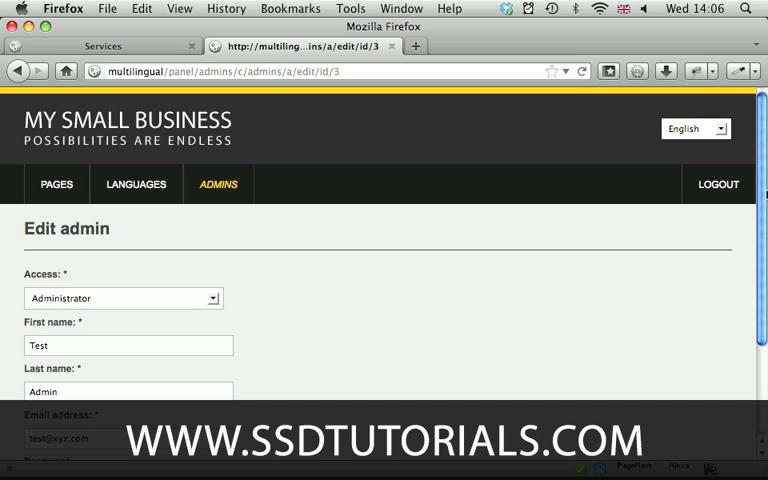 Firefox File Edit View History Bookmarks Tools Window Help Wed 14:06
Mozilla Firefox
Services http://multiling...ins/a/edit/id/3
multilingual/panel/admins/c/admins/a/edit/id/3
MY SMALL BUSINESS
POSSIBILITIES ARE ENDLESS
English
PAGES LANGUAGES ADMINS LOGOUT
Edit admin
Access: *
Administrator
First name: *
Test
Last name: *
Admin
Email address: *
test@xyz.com
WWW.SSDTUTORIALS.COM
PageRank Alexa